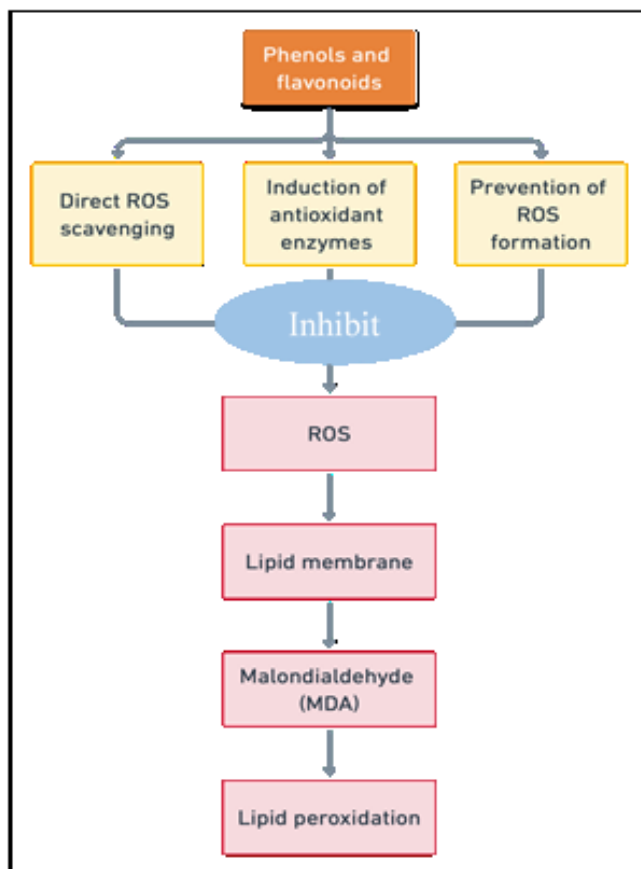 Phenols and
flavonoids
Direct ROS
scavenging
Induction of
antioxidant
enzymes
Prevention of
ROS
formation
Inhibit
ROS
Lipid membrane
Malondialdehyde
(MDA)
Lipid peroxidation